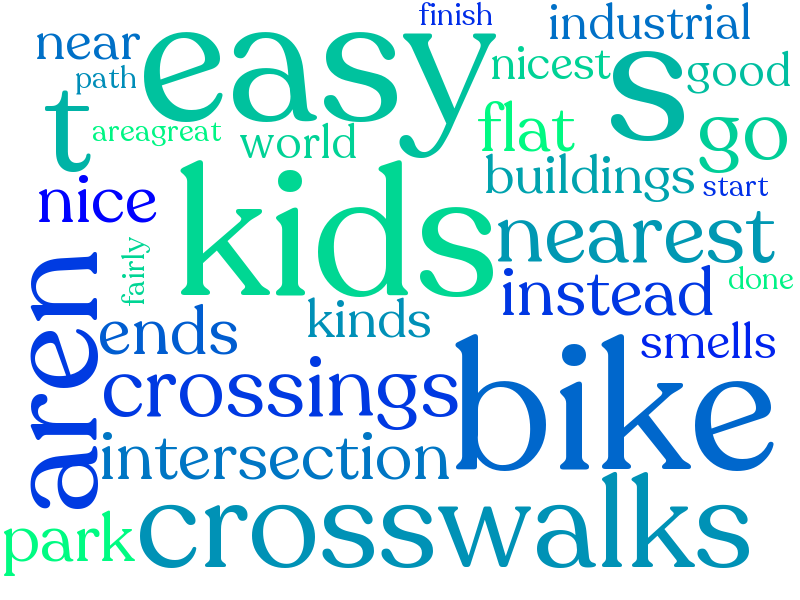 finish
near
industrial
easy
s
nicest
good
path
t
areagreat
world
flat
go
buildings
start
nice
kids
nearest
fairly
aren
instead
done
ends
kinds
smells
crossings
bike
intersection
crosswalks
park